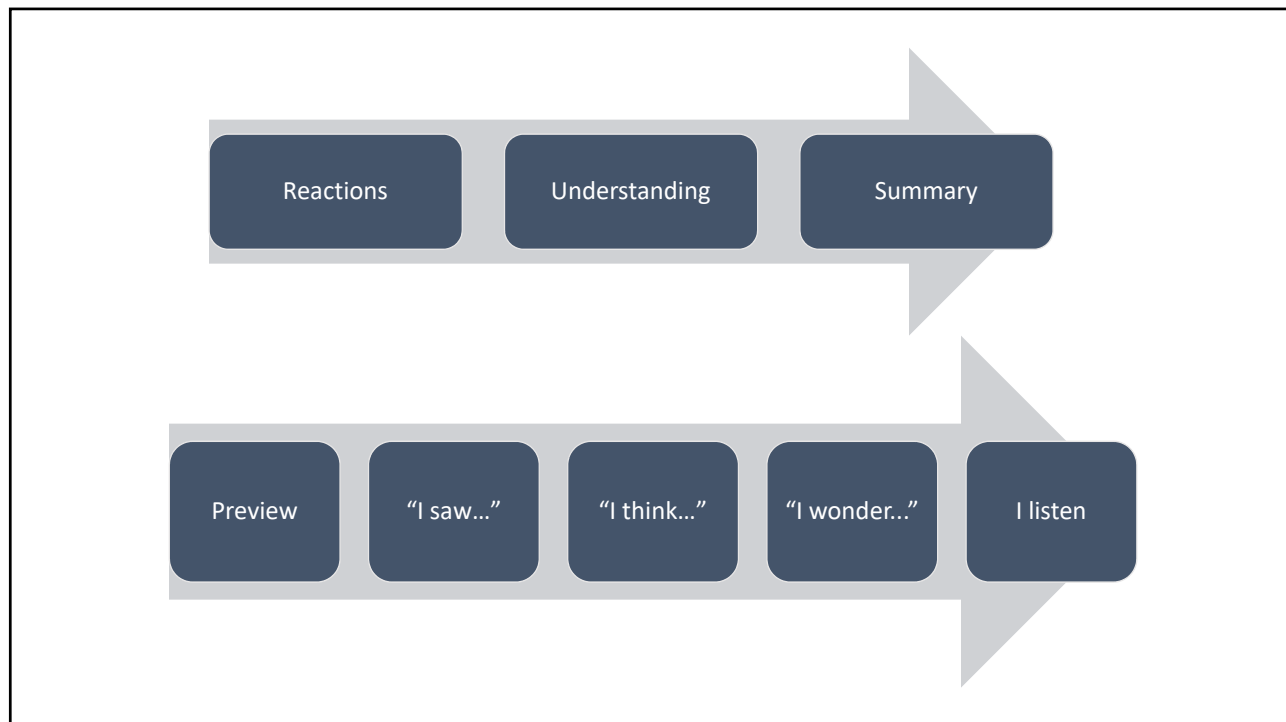 Reactions
Understanding
Summary
Preview
“I saw…”
“I think…”
“I wonder...”
I listen